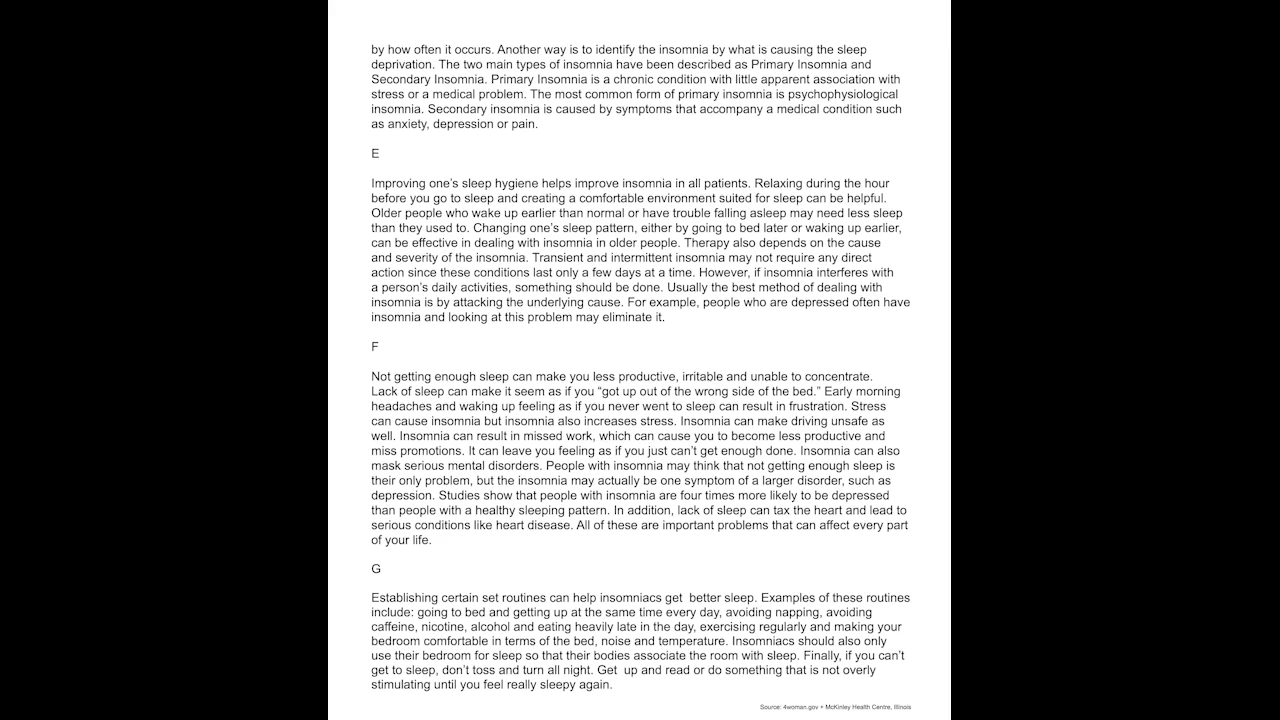 by how often it occurs. Another way is to identify the insomnia by what is causing the sleep
deprivation. The two main types of insomnia have been described as Primary Insomnia and
Secondary Insomnia. Primary Insomnia is a chronic condition with little apparent association with
stress or a medical problem. The most common form of primary insomnia is psychophysiological
insomnia. Secondary insomnia is caused by symptoms that accompany a medical condition such
as anxiety, depression or pain.
E
Improving one’s sleep hygiene helps improve insomnia in all patients. Relaxing during the hour
before you go to sleep and creating a comfortable environment suited for sleep can be helpful.
Older people who wake up earlier than normal or have trouble falling asleep may need less sleep
than they used to. Changing one’s sleep pattern, either by going to bed later or waking up earlier,
can be effective in dealing with insomnia in older people. Therapy also depends on the cause
and severity of the insomnia. Transient and intermittent insomnia may not require any direct
action since these conditions last only a few days at a time. However, if insomnia interferes with
a person’s daily activities, something should be done. Usually the best method of dealing with
insomnia is by attacking the underlying cause. For example, people who are depressed often have
insomnia and looking at this problem may eliminate it.
F
Not getting enough sleep can make you less productive, irritable and unable to concentrate.
Lack of sleep can make it seem as if you “got up out of the wrong side of the bed.” Early morning
headaches and waking up feeling as if you never went to sleep can result in frustration. Stress
can cause insomnia but insomnia also increases stress. Insomnia can make driving unsafe as
well. Insomnia can result in missed work, which can cause you to become less productive and
miss promotions. It can leave you feeling as if you just can’t get enough done. Insomnia can also
mask serious mental disorders. People with insomnia may think that not getting enough sleep is
their only problem, but the insomnia may actually be one symptom of a larger disorder, such as
depression. Studies show that people with insomnia are four times more likely to be depressed
than people with a healthy sleeping pattern. In addition, lack of sleep can tax the heart and lead to
serious conditions like heart disease. All of these are important problems that can affect every part
of your life.
G
Establishing certain set routines can help insomniacs get  better sleep. Examples of these routines
include: going to bed and getting up at the same time every day, avoiding napping, avoiding
caffeine, nicotine, alcohol and eating heavily late in the day, exercising regularly and making your
bedroom comfortable in terms of the bed, noise and temperature. Insomniacs should also only
use their bedroom for sleep so that their bodies associate the room with sleep. Finally, if you can’t
get to sleep, don’t toss and turn all night. Get  up and read or do something that is not overly
stimulating until you feel really sleepy again.
Source: 4woman.gov + McKinley Health Centre, Illinois